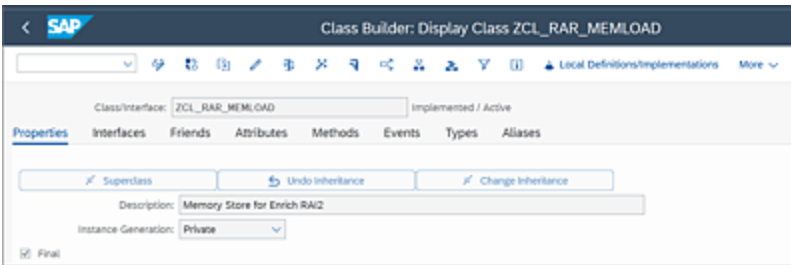 SAP Class Builder: Display Class ZCL_RAR_MEMLOAD
Local Definitions/Implementations More
Class/Interface: ZCL_RAR_MEMLOAD Implemented / Active
Properties Interfaces Friends Attributes Methods Events Types Aliases
Superclass Undo Inheritance Change Inheritance
Description: Memory Store for Enrich RAI2
Instance Generation: Private
Final